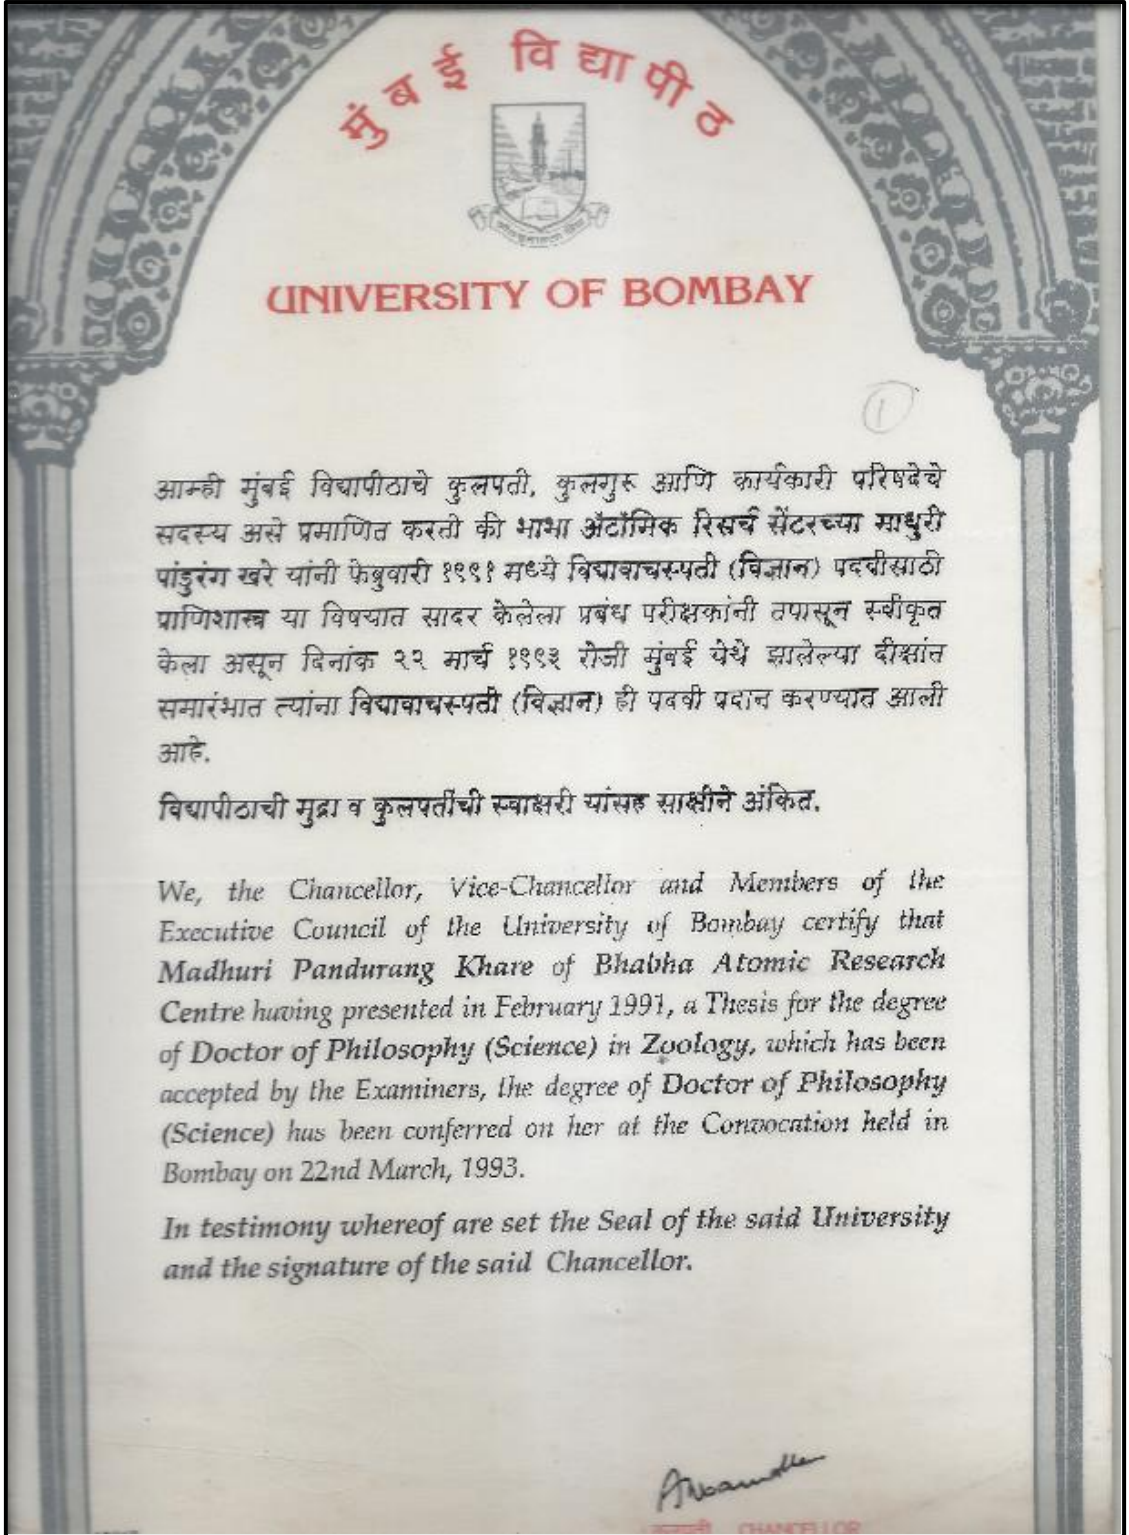 मुंबई विद्यापीठ
UNIVERSITY OF BOMBAY
1
आम्ही मुंबई विद्यापीठाचे कुलपती, कुलगुरू आणि कार्यकारी परिषदेचे
सदस्य असे प्रमाणित करतो की भाभा ॲटॉमिक रिसर्च सेंटरच्या माधुरी
पांडुरंग खरे यांनी फेब्रुवारी १९९१ मध्ये विद्यावाचस्पती (विज्ञान) पदवीसाठी
प्राणिशास्त्र या विषयात सादर केलेला प्रबंध परीक्षकांनी तपासून स्वीकृत
केला असून दिनांक २२ मार्च १९९३ रोजी मुंबई येथे झालेल्या दीक्षांत
समारंभात त्यांना विद्यावाचस्पती (विज्ञान) ही पदवी प्रदान करण्यात आली
आहे.
विद्यापीठाची मुद्रा व कुलपतींची स्वाक्षरी यांसह साक्षीने अंकित.
We, the Chancellor, Vice-Chancellor and Members of the
Executive Council of the University of Bombay certify that
Madhuri Pandurang Khare of Bhabha Atomic Research
Centre having presented in February 1991, a Thesis for the degree
of Doctor of Philosophy (Science) in Zoology, which has been
accepted by the Examiners, the degree of Doctor of Philosophy
(Science) has been conferred on her at the Convocation held in
Bombay on 22nd March, 1993.
In testimony whereof are set the Seal of the said University
and the signature of the said Chancellor.
CHANCELLOR